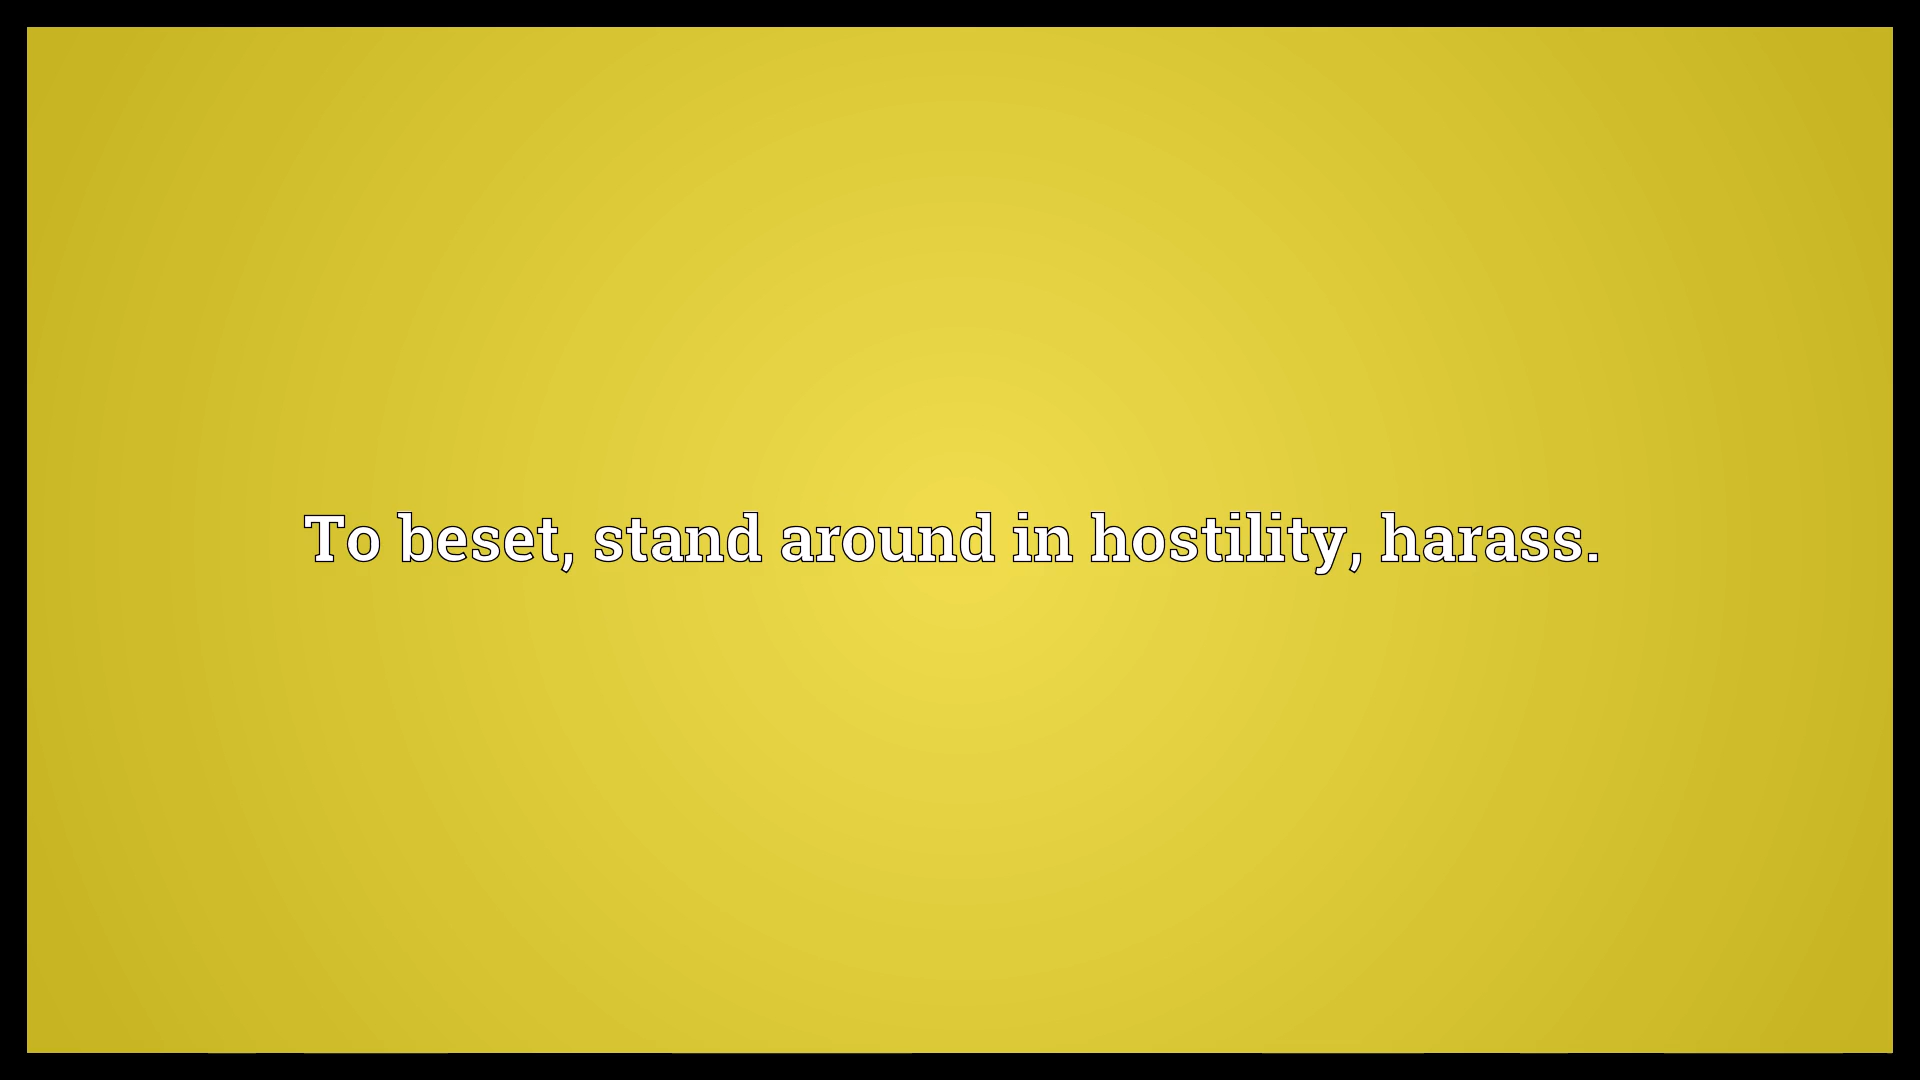 To beset, stand around in hostility, harass.